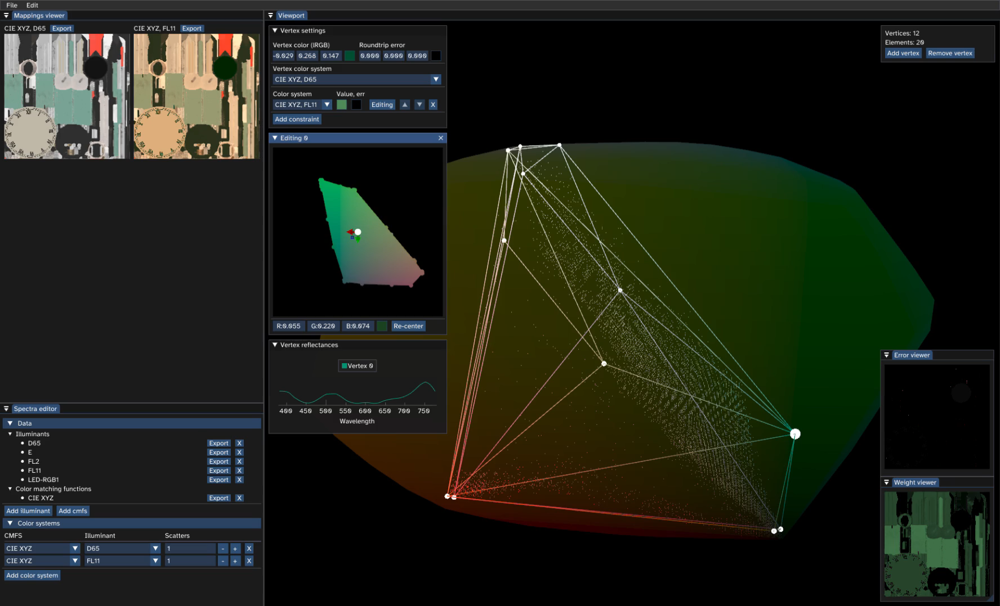 File Edit
Mappings viewer
CIE XYZ, D65 Export
CIE XYZ, FL11 Export
Spectra editor
Data
Illuminants
D65 Export X
E Export X
FL2 Export X
FL11 Export X
LED-RGB1 Export X
Color matching functions
CIE XYZ Export X
Add illuminant Add cmfs
Color systems
CMFS Illuminant Scatters
CIE XYZ D65 1 - + X
CIE XYZ FL11 1 - + X
Add color system
Viewport
Vertex settings
Vertex color (lRGB) Roundtrip error
-0.029 0.268 0.147 0.000 0.000 0.000
Vertex color system
CIE XYZ, D65
Color system Value, err
CIE XYZ, FL11 Editing X
Add constraint
Editing 0
R:0.055 G:0.220 B:0.074 Re-center
Vertex reflectances
Vertex 0
400 450 500 550 600 650 700 750
Wavelength
Vertices: 12
Elements: 20
Add vertex Remove vertex
Error viewer
Weight viewer